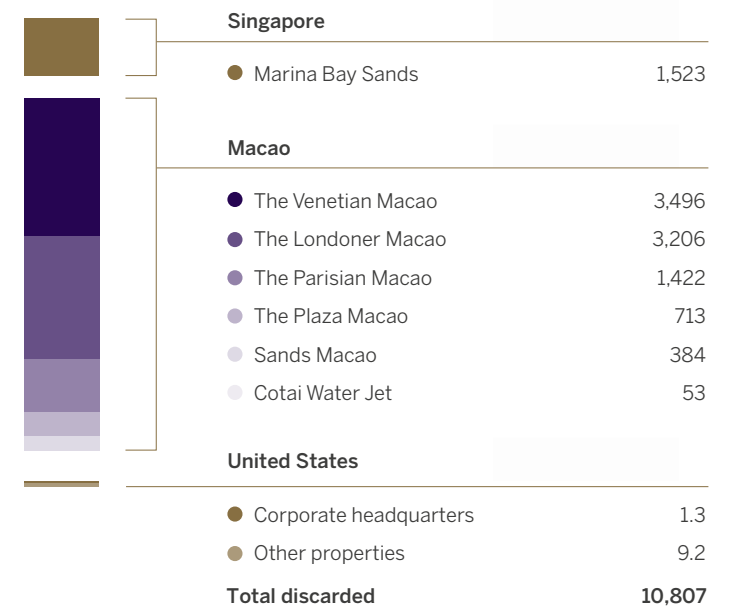 Singapore
Marina Bay Sands 1,523
Macao
The Venetian Macao 3,496
The Londoner Macao 3,206
The Parisian Macao 1,422
The Plaza Macao 713
Sands Macao 384
Cotai Water Jet 53
United States
Corporate headquarters 1.3
Other properties 9.2
Total discarded 10,807